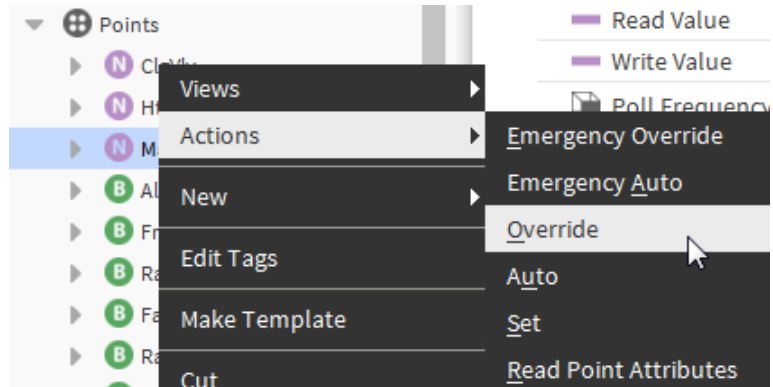 Points
N
N
N
B
B
B
B
B
Views
Actions
New
Edit Tags
Make Template
Cut
Emergency Override
Emergency Auto
Override
Auto
Set
Read Point Attributes
Read Value
Write Value
Poll Frequency